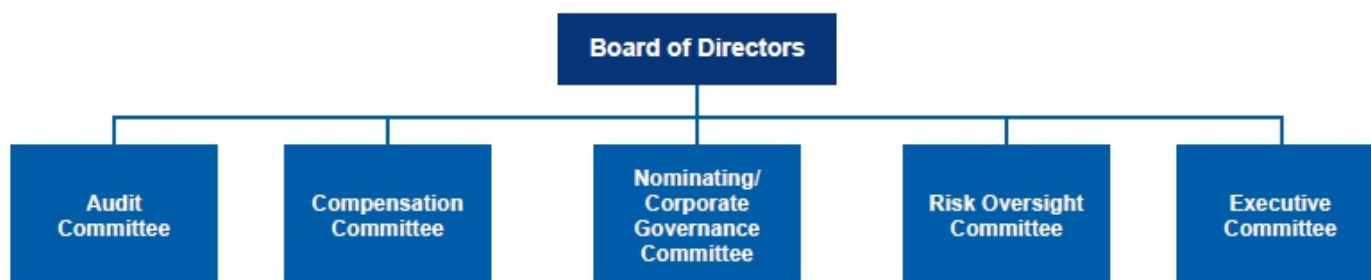 Board of Directors
Audit
Committee
Compensation
Committee
Nominating/
Corporate
Governance
Committee
Risk Oversight
Committee
Executive
Committee